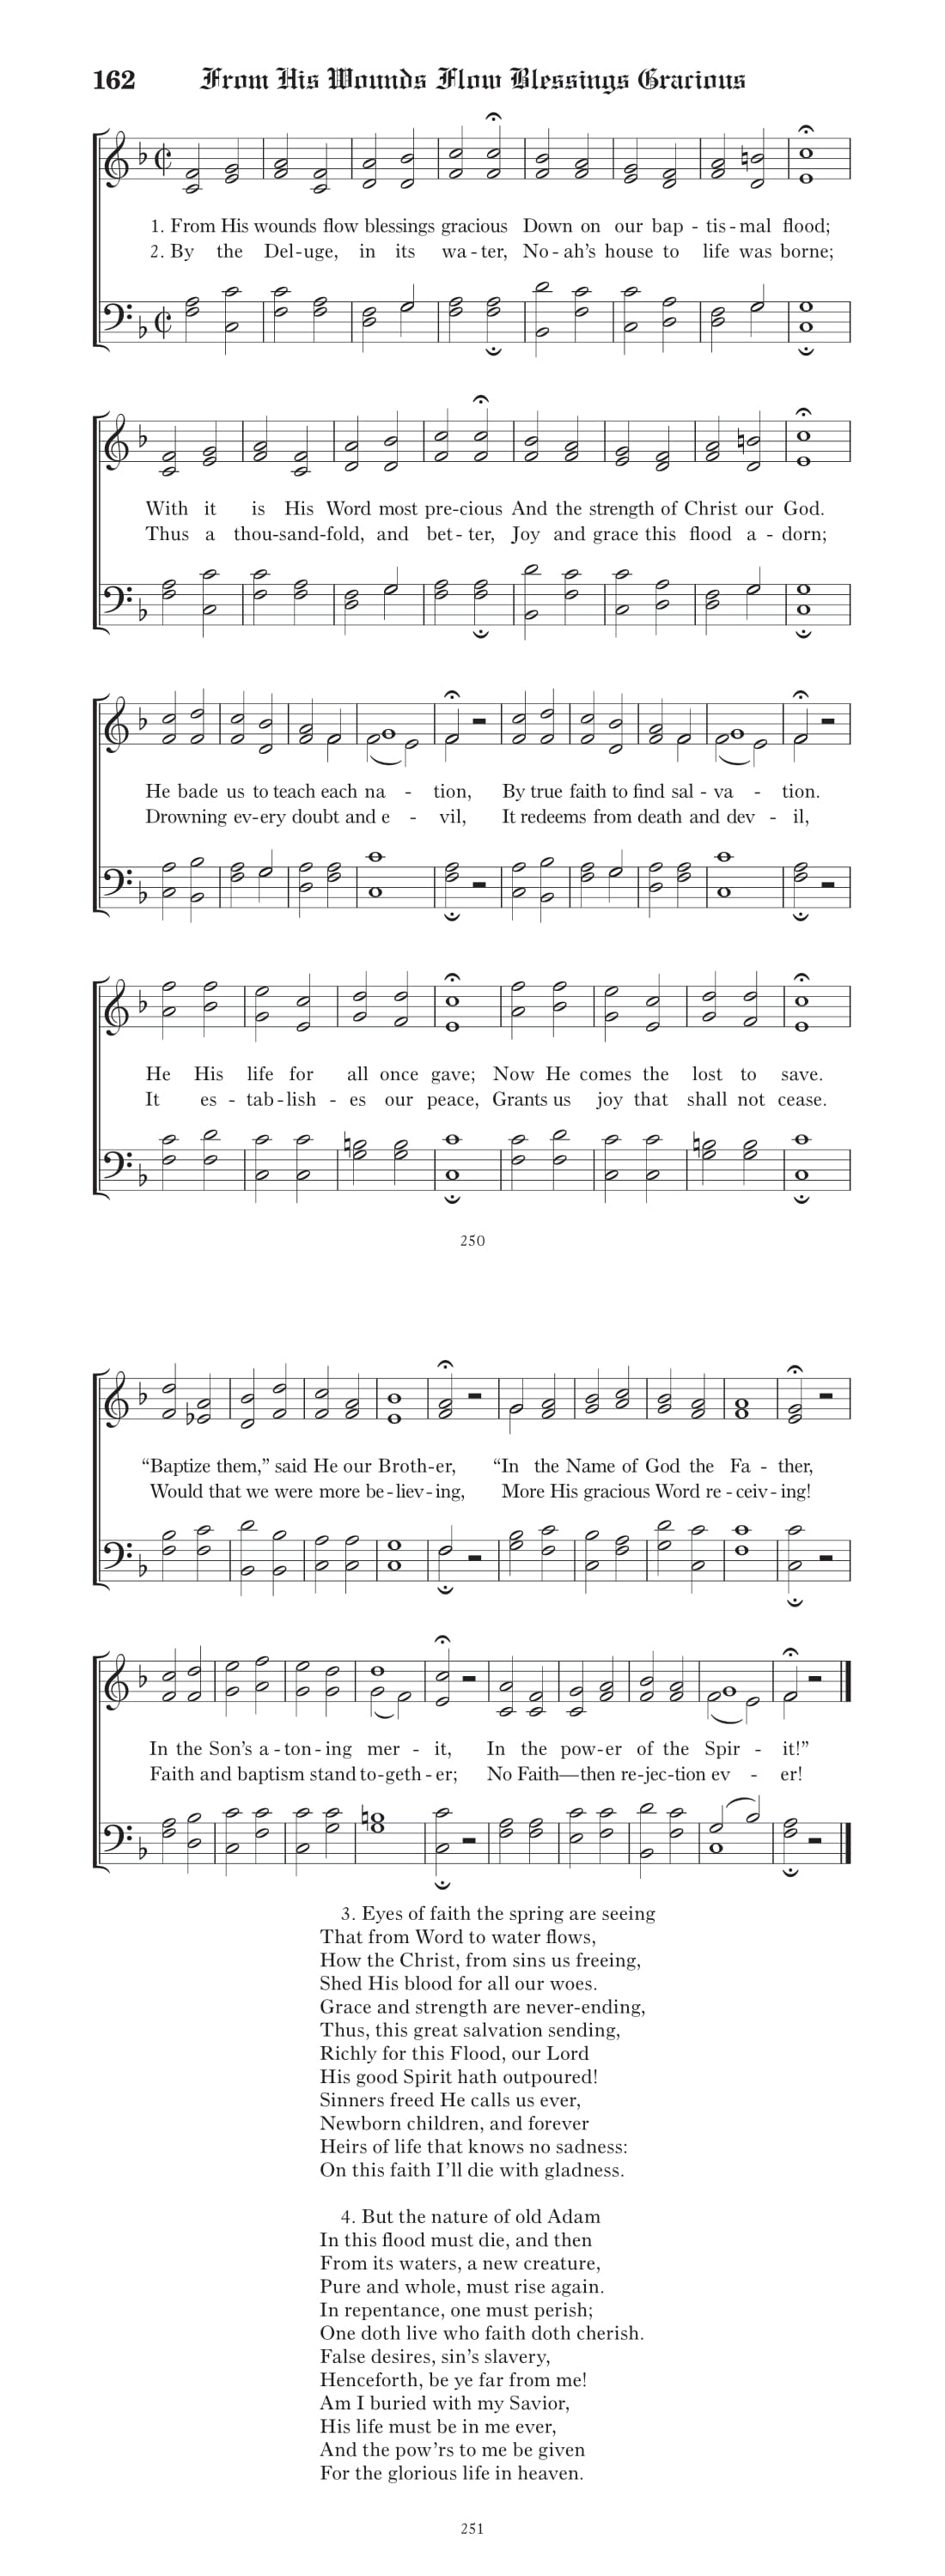 162 From His Wounds Flow Blessings Gracious
1. From His wounds flow blessings gracious Down on our bap - tis - mal flood;
2. By the Del - uge, in its wa - ter, No - ah’s house to life was borne;
With it is His Word most pre-cious And the strength of Christ our God.
Thus a thou-sand-fold, and bet - ter, Joy and grace this flood a - dorn;
He bade us to teach each na - tion, By true faith to find sal - va - tion.
Drowning ev-ery doubt and e - vil, It redeems from death and dev - il,
He His life for all once gave; Now He comes the lost to save.
It es - tab - lish - es our peace, Grants us joy that shall not cease.
250
“Baptize them,” said He our Broth-er, “In the Name of God the Fa - ther,
Would that we were more be - liev - ing, More His gracious Word re - ceiv - ing!
In the Son’s a - ton - ing mer - it, In the pow-er of the Spir - it!”
Faith and baptism stand to-geth - er; No Faith—then re-jec-tion ev - er!
3. Eyes of faith the spring are seeing
That from Word to water flows,
How the Christ, from sins us freeing,
Shed His blood for all our woes.
Grace and strength are never-ending,
Thus, this great salvation sending,
Richly for this Flood, our Lord
His good Spirit hath outpoured!
Sinners freed He calls us ever,
Newborn children, and forever
Heirs of life that knows no sadness:
On this faith I’ll die with gladness.
4. But the nature of old Adam
In this flood must die, and then
From its waters, a new creature,
Pure and whole, must rise again.
In repentance, one must perish;
One doth live who faith doth cherish.
False desires, sin’s slavery,
Henceforth, be ye far from me!
Am I buried with my Savior,
His life must be in me ever,
And the pow’rs to me be given
For the glorious life in heaven.
251